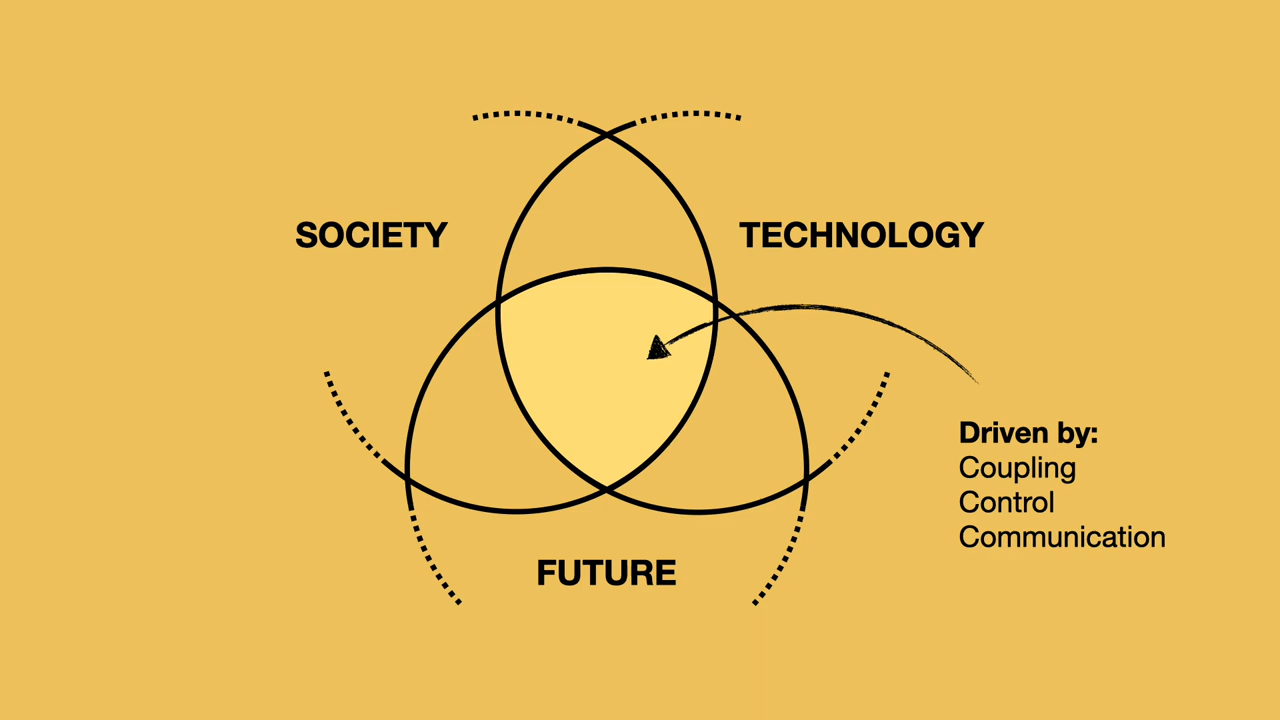 SOCIETY
TECHNOLOGY
Driven by:
Coupling
Control
Communication
FUTURE